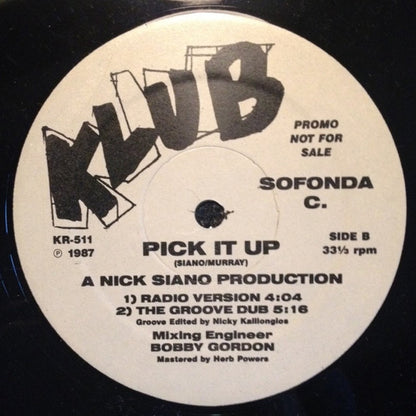 KLUB
PROMO
NOT FOR
SALE
SOFONDA
C.
KR-511
℗ 1987
SIDE B
33⅓ rpm
PICK IT UP
(SIANO/MURRAY)
A NICK SIANO PRODUCTION
1) RADIO VERSION 4:04
2) THE GROOVE DUB 5:16
Groove Edited by Nicky Kalliongios
Mixing Engineer
BOBBY GORDON
Mastered by Herb Powers